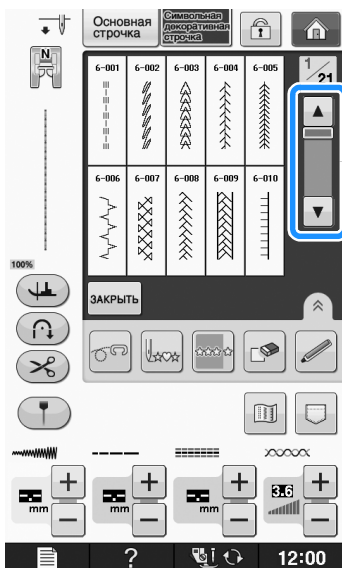 Основная строчка
Символьная декоративная строчка
N
6-001 6-002 6-003 6-004 6-005
1/21
6-006 6-007 6-008 6-009 6-010
100%
ЗАКРЫТЬ
mm mm mm 3.6
? 12:00